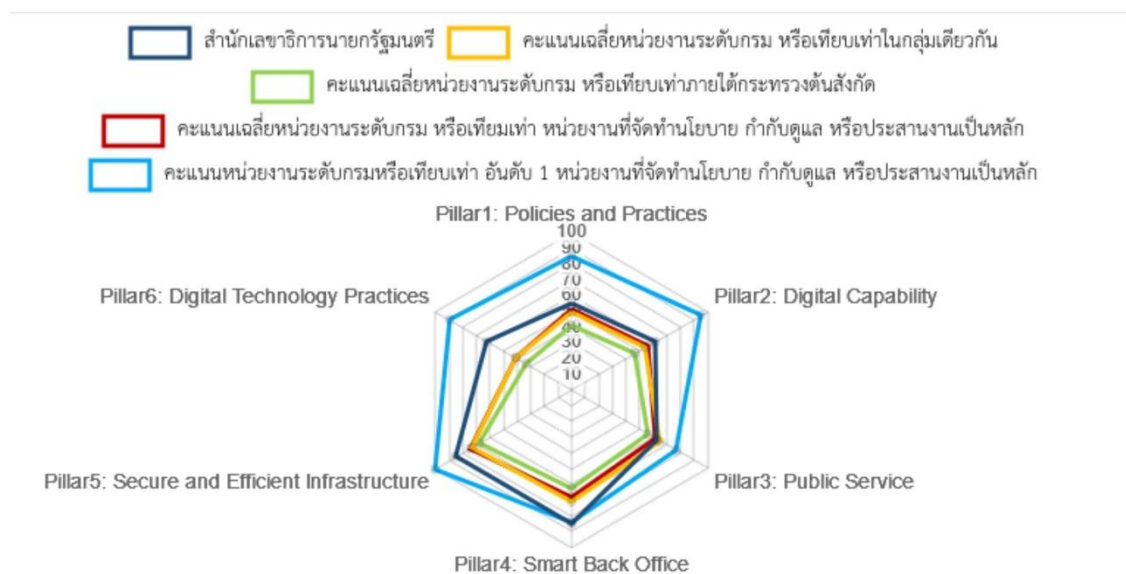 สำนักเลขาธิการนายกรัฐมนตรี คะแนนเฉลี่ยหน่วยงานระดับกรม หรือเทียบเท่าในกลุ่มเดียวกัน
คะแนนเฉลี่ยหน่วยงานระดับกรม หรือเทียบเท่าภายใต้กระทรวงต้นสังกัด
คะแนนเฉลี่ยหน่วยงานระดับกรม หรือเทียมเท่า หน่วยงานที่จัดทำนโยบาย กำกับดูแล หรือประสานงานเป็นหลัก
คะแนนหน่วยงานระดับกรมหรือเทียบเท่า อันดับ 1 หน่วยงานที่จัดทำนโยบาย กำกับดูแล หรือประสานงานเป็นหลัก
Pillar1: Policies and Practices
100
90
80
70
60
40
30
20
10
Pillar6: Digital Technology Practices
Pillar2: Digital Capability
Pillar5: Secure and Efficient Infrastructure
Pillar3: Public Service
Pillar4: Smart Back Office